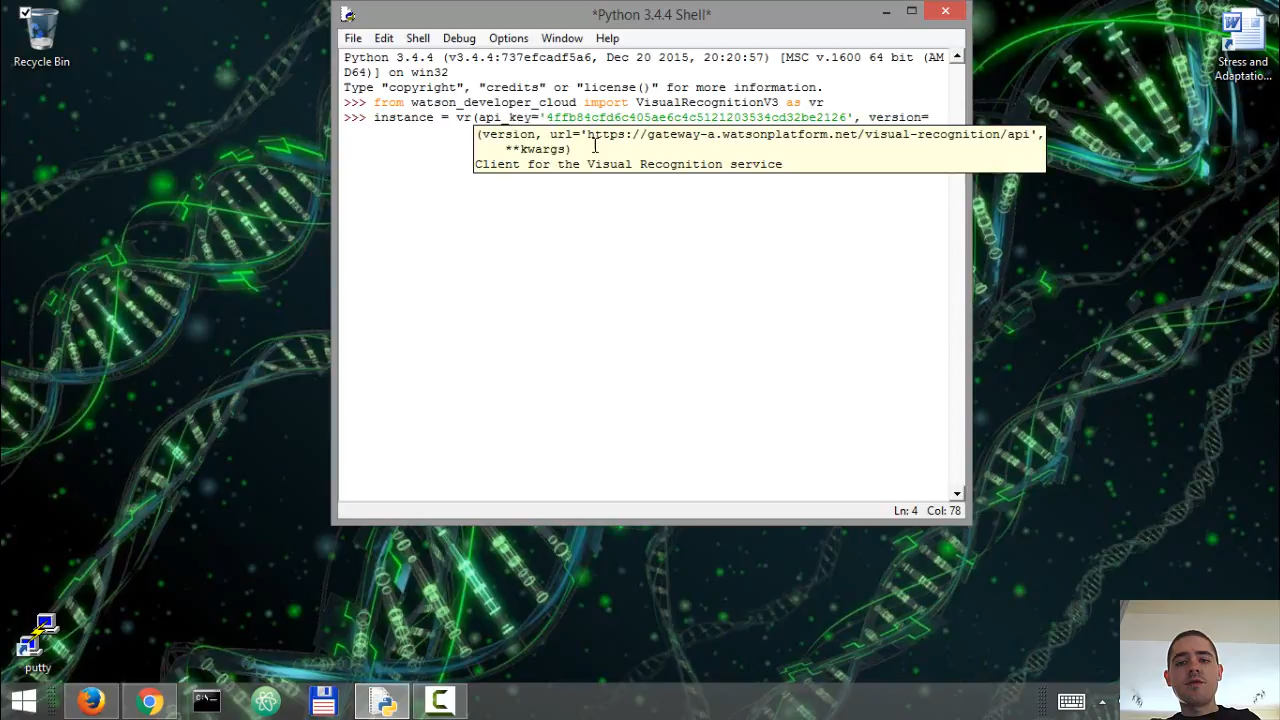 *Python 3.4.4 Shell*
File Edit Shell Debug Options Window Help
Python 3.4.4 (v3.4.4:737efcadf5a6, Dec 20 2015, 20:20:57) [MSC v.1600 64 bit (AM
D64)] on win32
Type "copyright", "credits" or "license()" for more information.
>>> from watson_developer_cloud import VisualRecognitionV3 as vr
>>> instance = vr(api_key='4ffb84cfd6c405ae6c4c5121203534cd32be2126', version=
(version, url='https://gateway-a.watsonplatform.net/visual-recognition/api',
**kwargs)
Client for the Visual Recognition service
Ln: 4 Col: 78
Recycle Bin
Stress and
Adaptatio...
putty